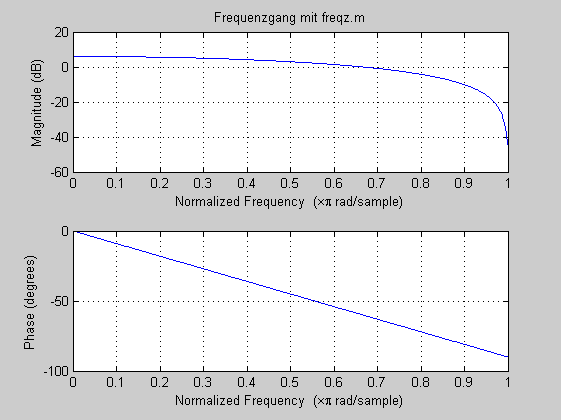 Frequenzgang mit freqz.m
20
0
-20
-40
-60
Magnitude (dB)
0 0.1 0.2 0.3 0.4 0.5 0.6 0.7 0.8 0.9 1
Normalized Frequency (×π rad/sample)
0
-50
-100
Phase (degrees)
0 0.1 0.2 0.3 0.4 0.5 0.6 0.7 0.8 0.9 1
Normalized Frequency (×π rad/sample)